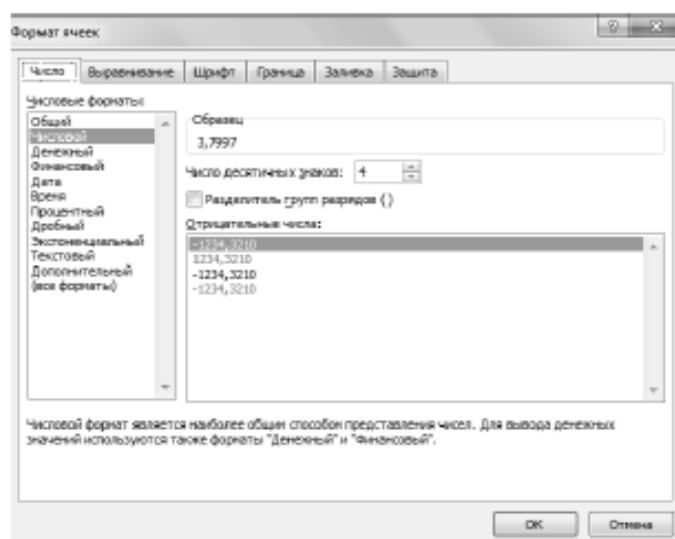 Формат ячеек
Число Выравнивание Шрифт Граница Заливка Защита
Числовые форматы:
Общий
Числовой
Денежный
Финансовый
Дата
Время
Процентный
Дробный
Экспоненциальный
Текстовый
Дополнительный
(все форматы)
Образец
3,7997
Число десятичных знаков: 4
Разделитель групп разрядов ( )
Отрицательные числа:
-1234,3210
1234,3210
-1234,3210
-1234,3210
Числовой формат является наиболее общим способом представления чисел. Для вывода денежных
значений используются также форматы "Денежный" и "Финансовый".
OK Отмена